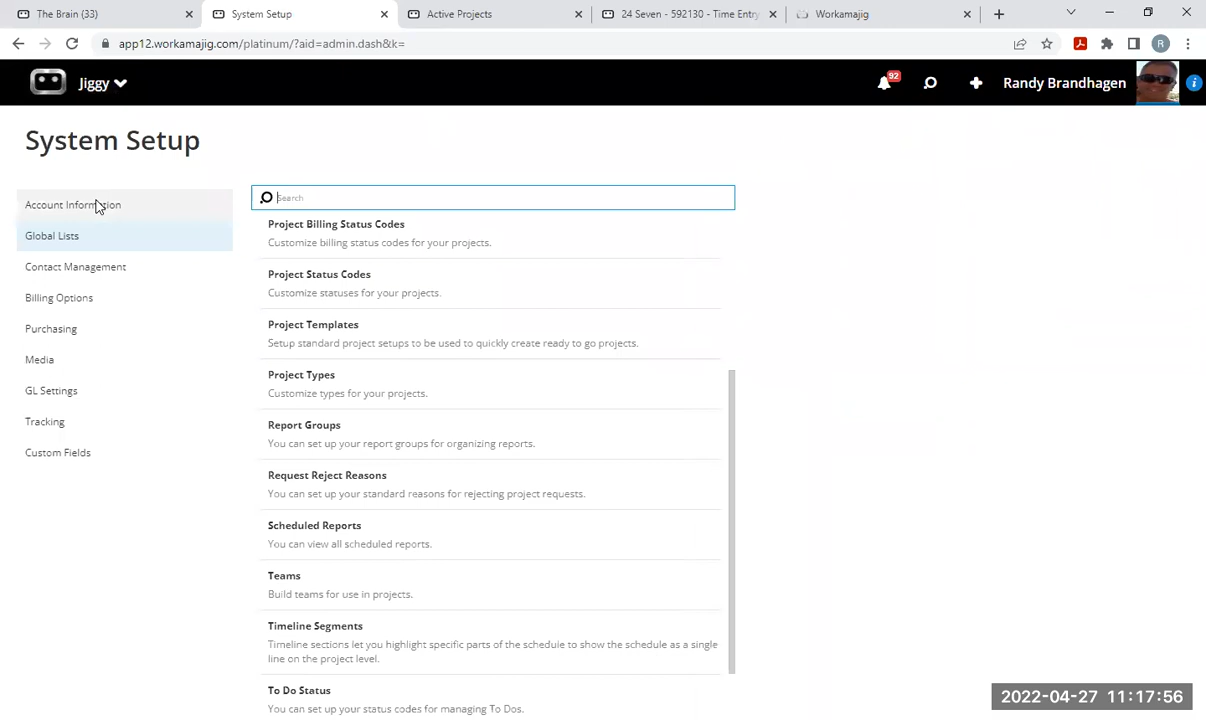 The Brain (33)
System Setup
Active Projects
24 Seven - 592130 - Time Entry
Workamajig
app12.workamajig.com/platinum/?aid=admin.dash&k=
R
Jiggy
92
Randy Brandhagen
i
System Setup
Account Information
Global Lists
Contact Management
Billing Options
Purchasing
Media
GL Settings
Tracking
Custom Fields
Search
Project Billing Status Codes
Customize billing status codes for your projects.
Project Status Codes
Customize statuses for your projects.
Project Templates
Setup standard project setups to be used to quickly create ready to go projects.
Project Types
Customize types for your projects.
Report Groups
You can set up your report groups for organizing reports.
Request Reject Reasons
You can set up your standard reasons for rejecting project requests.
Scheduled Reports
You can view all scheduled reports.
Teams
Build teams for use in projects.
Timeline Segments
Timeline sections let you highlight specific parts of the schedule to show the schedule as a single
line on the project level.
To Do Status
You can set up your status codes for managing To Dos.
2022-04-27 11:17:56